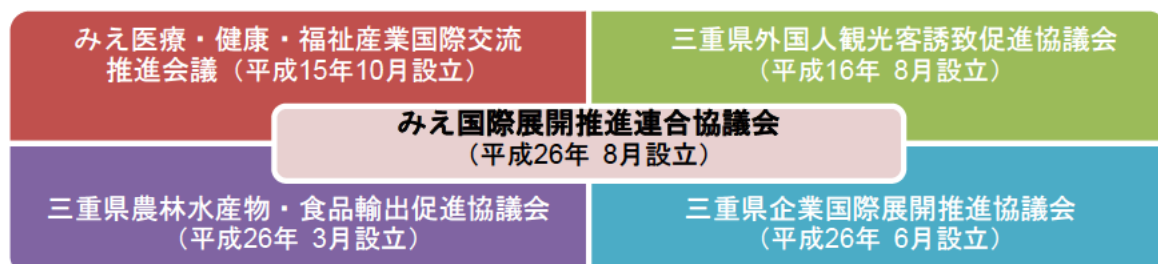 みえ医療・健康・福祉産業国際交流
推進会議（平成15年10月設立）
三重県外国人観光客誘致促進協議会
（平成16年 8月設立）
みえ国際展開推進連合協議会
（平成26年 8月設立）
三重県農林水産物・食品輸出促進協議会
（平成26年 3月設立）
三重県企業国際展開推進協議会
（平成26年 6月設立）